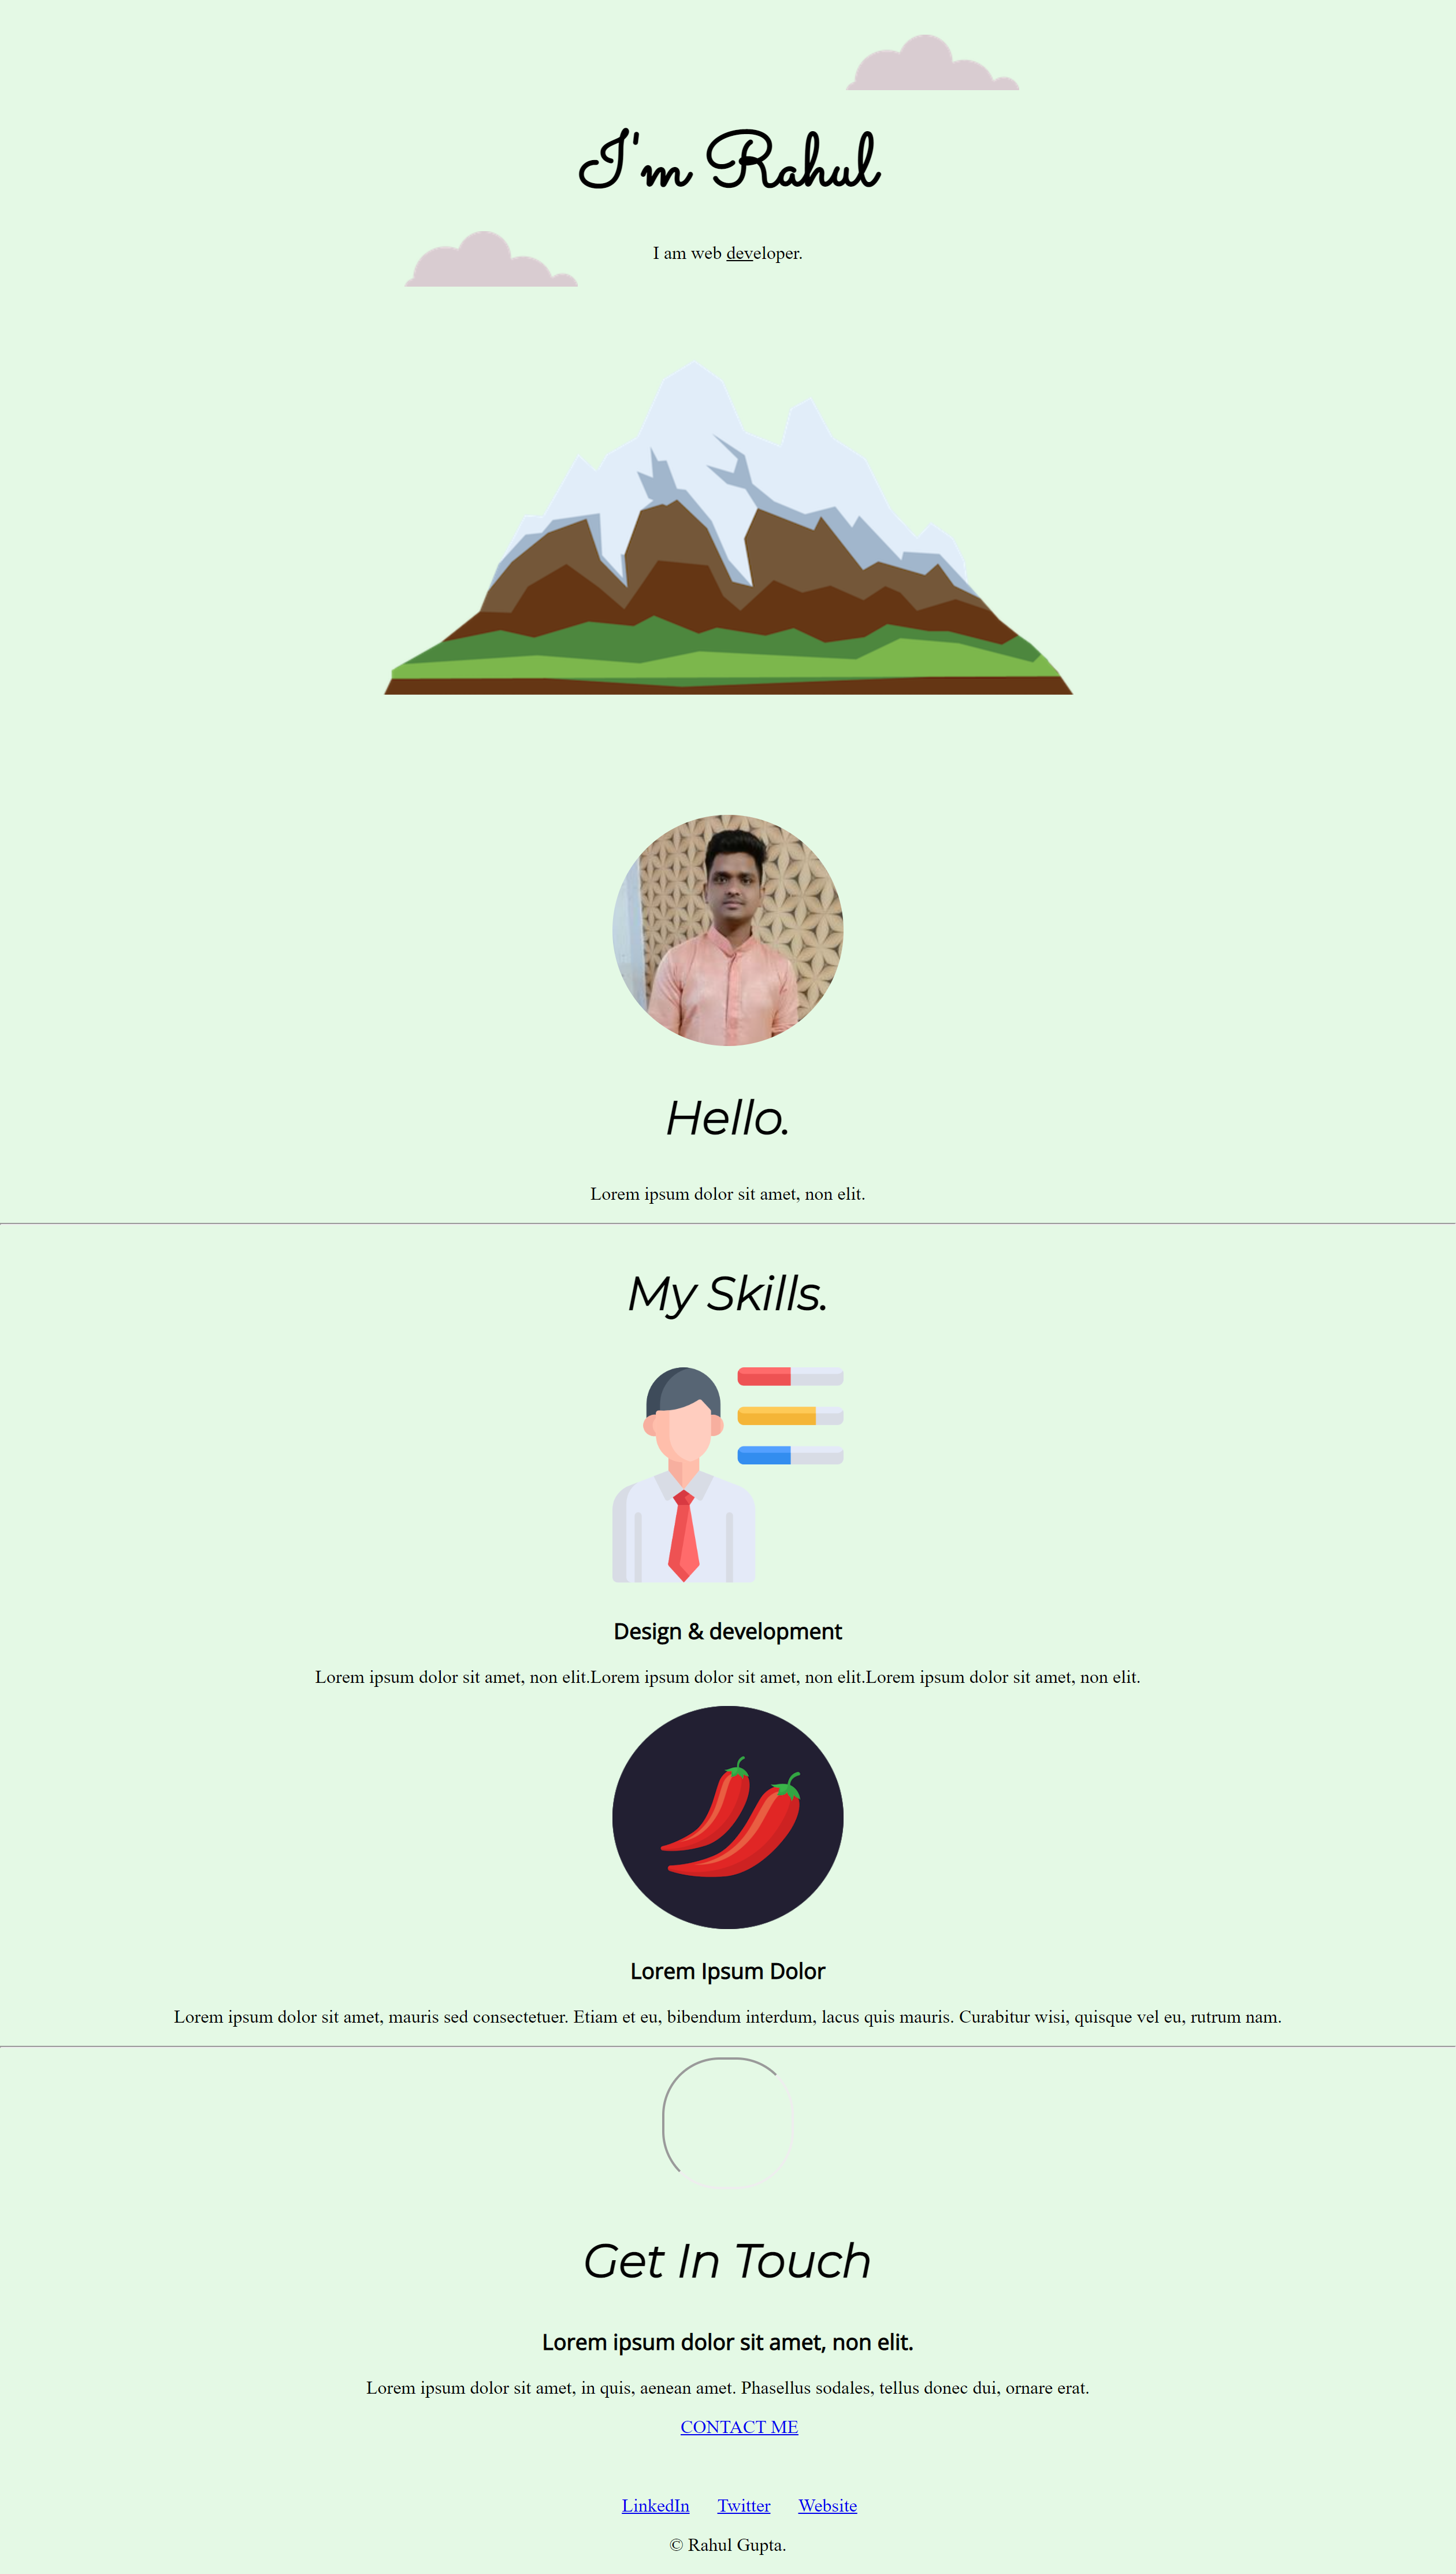 I'm Rahul
I am web developer.
Hello.
Lorem ipsum dolor sit amet, non elit.
My Skills.
Design & development
Lorem ipsum dolor sit amet, non elit.Lorem ipsum dolor sit amet, non elit.Lorem ipsum dolor sit amet, non elit.
Lorem Ipsum Dolor
Lorem ipsum dolor sit amet, mauris sed consectetuer. Etiam et eu, bibendum interdum, lacus quis mauris. Curabitur wisi, quisque vel eu, rutrum nam.
Get In Touch
Lorem ipsum dolor sit amet, non elit.
Lorem ipsum dolor sit amet, in quis, aenean amet. Phasellus sodales, tellus donec dui, ornare erat.
CONTACT ME
LinkedIn Twitter Website
© Rahul Gupta.